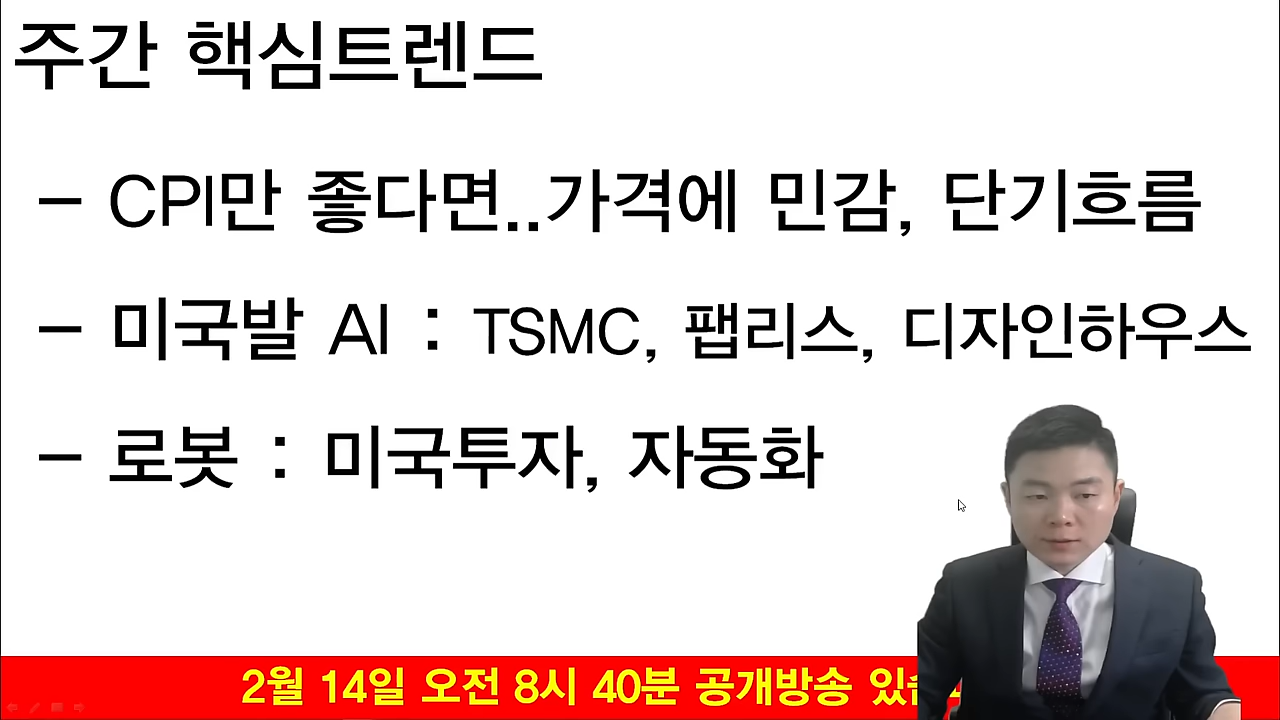 주간 핵심트렌드
– CPI만 좋다면..가격에 민감, 단기흐름
– 미국발 AI : TSMC, 팹리스, 디자인하우스
– 로봇 : 미국투자, 자동화
2월 14일 오전 8시 40분 공개방송